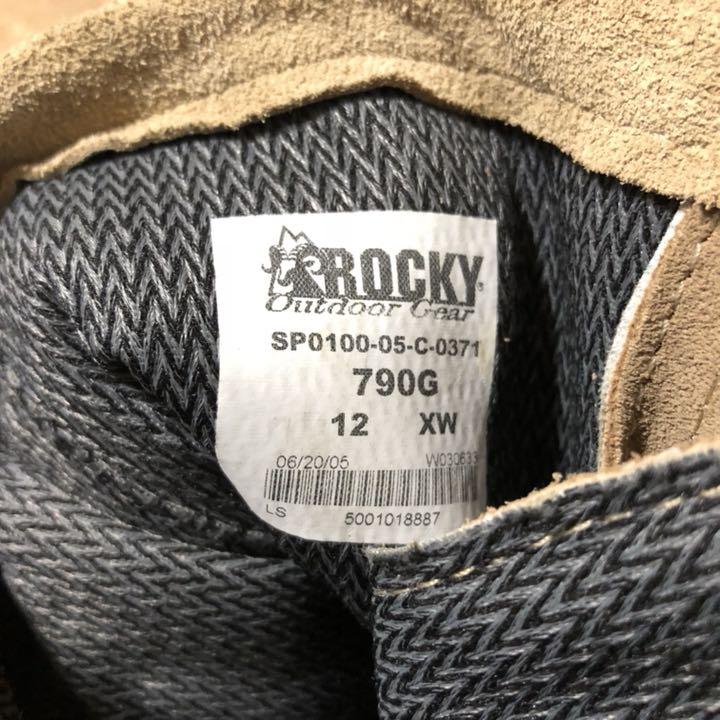 ROCKY®
Outdoor Gear
SP0100-05-C-0371
790G
12 XW
06/20/05 W030633
LS 5001018887